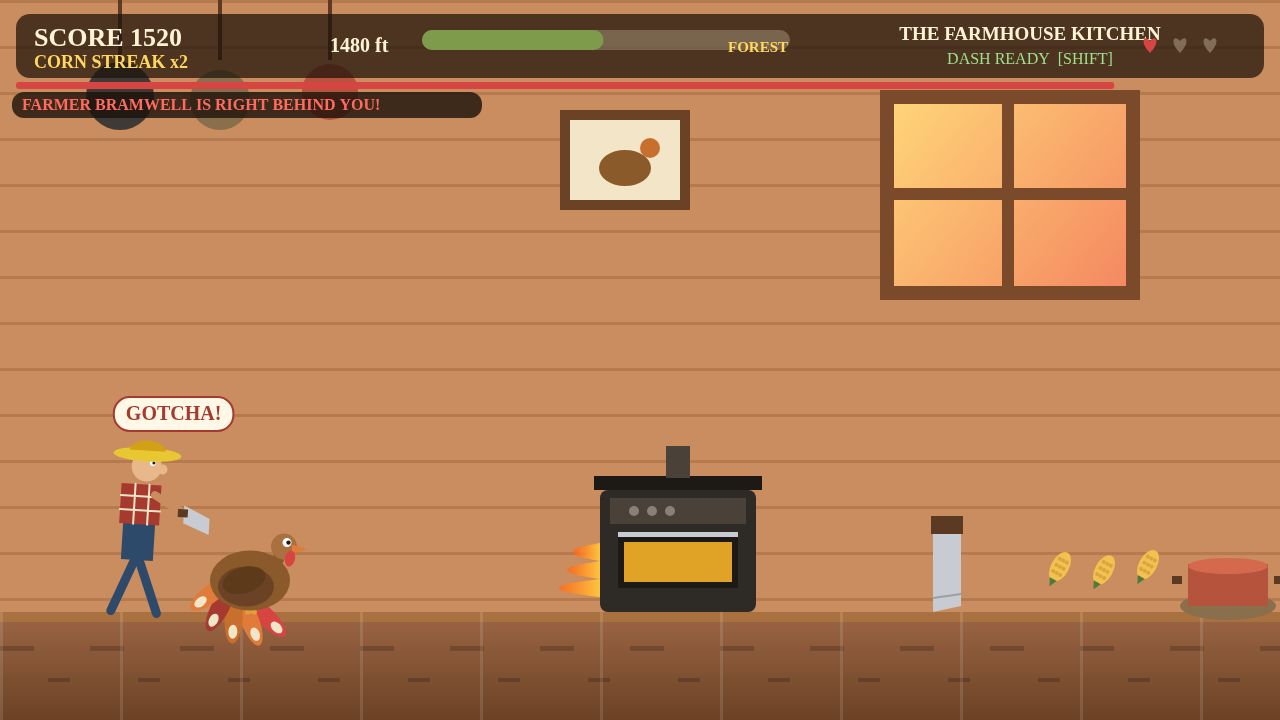 SCORE 1520
CORN STREAK x2
1480 ft
FOREST
THE FARMHOUSE KITCHEN
DASH READY [SHIFT]
FARMER BRAMWELL IS RIGHT BEHIND YOU!
GOTCHA!